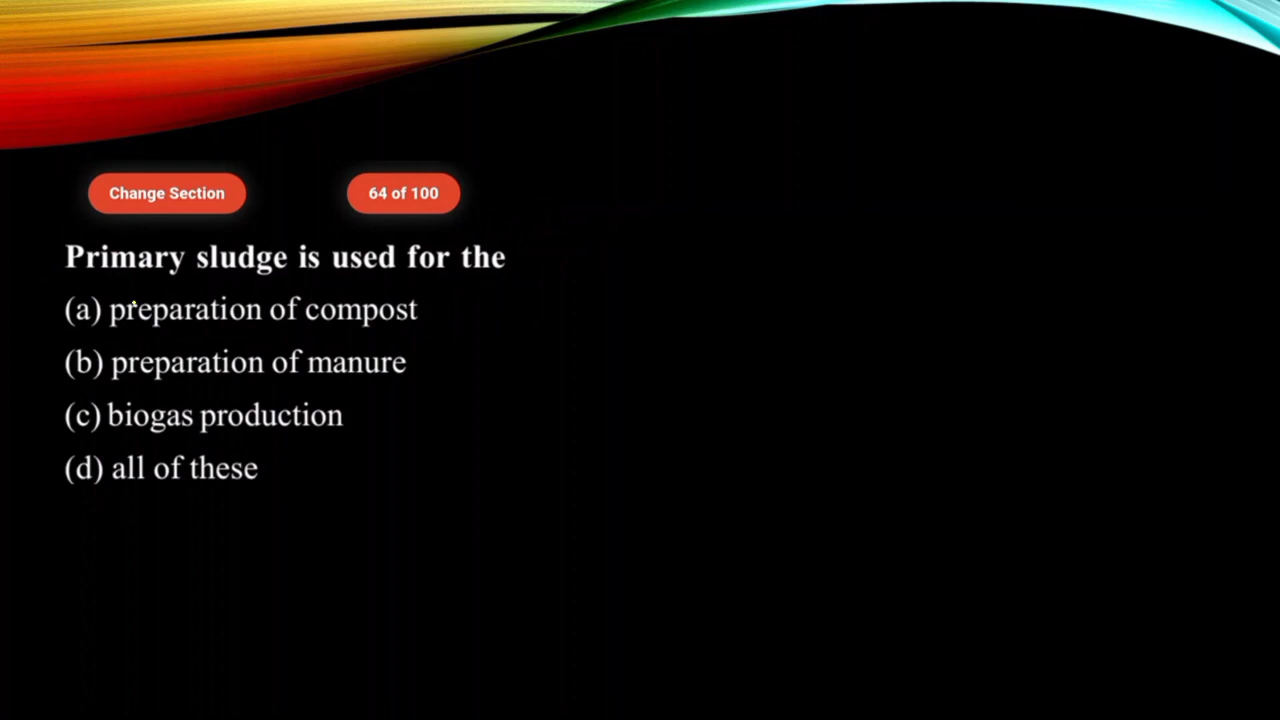 Change Section
64 of 100
Primary sludge is used for the
(a) preparation of compost
(b) preparation of manure
(c) biogas production
(d) all of these